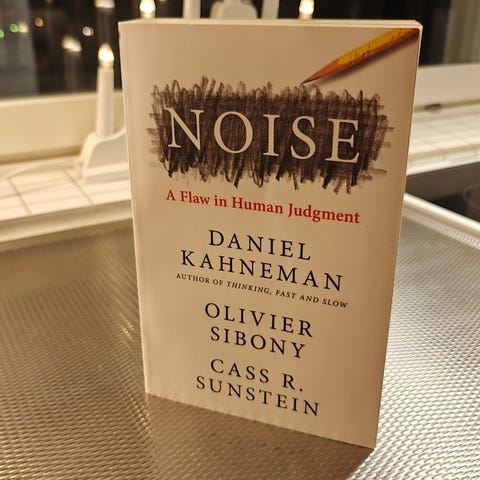 NOISE
A Flaw in Human Judgment
DANIEL
KAHNEMAN
AUTHOR OF THINKING, FAST AND SLOW
OLIVIER
SIBONY
CASS R.
SUNSTEIN